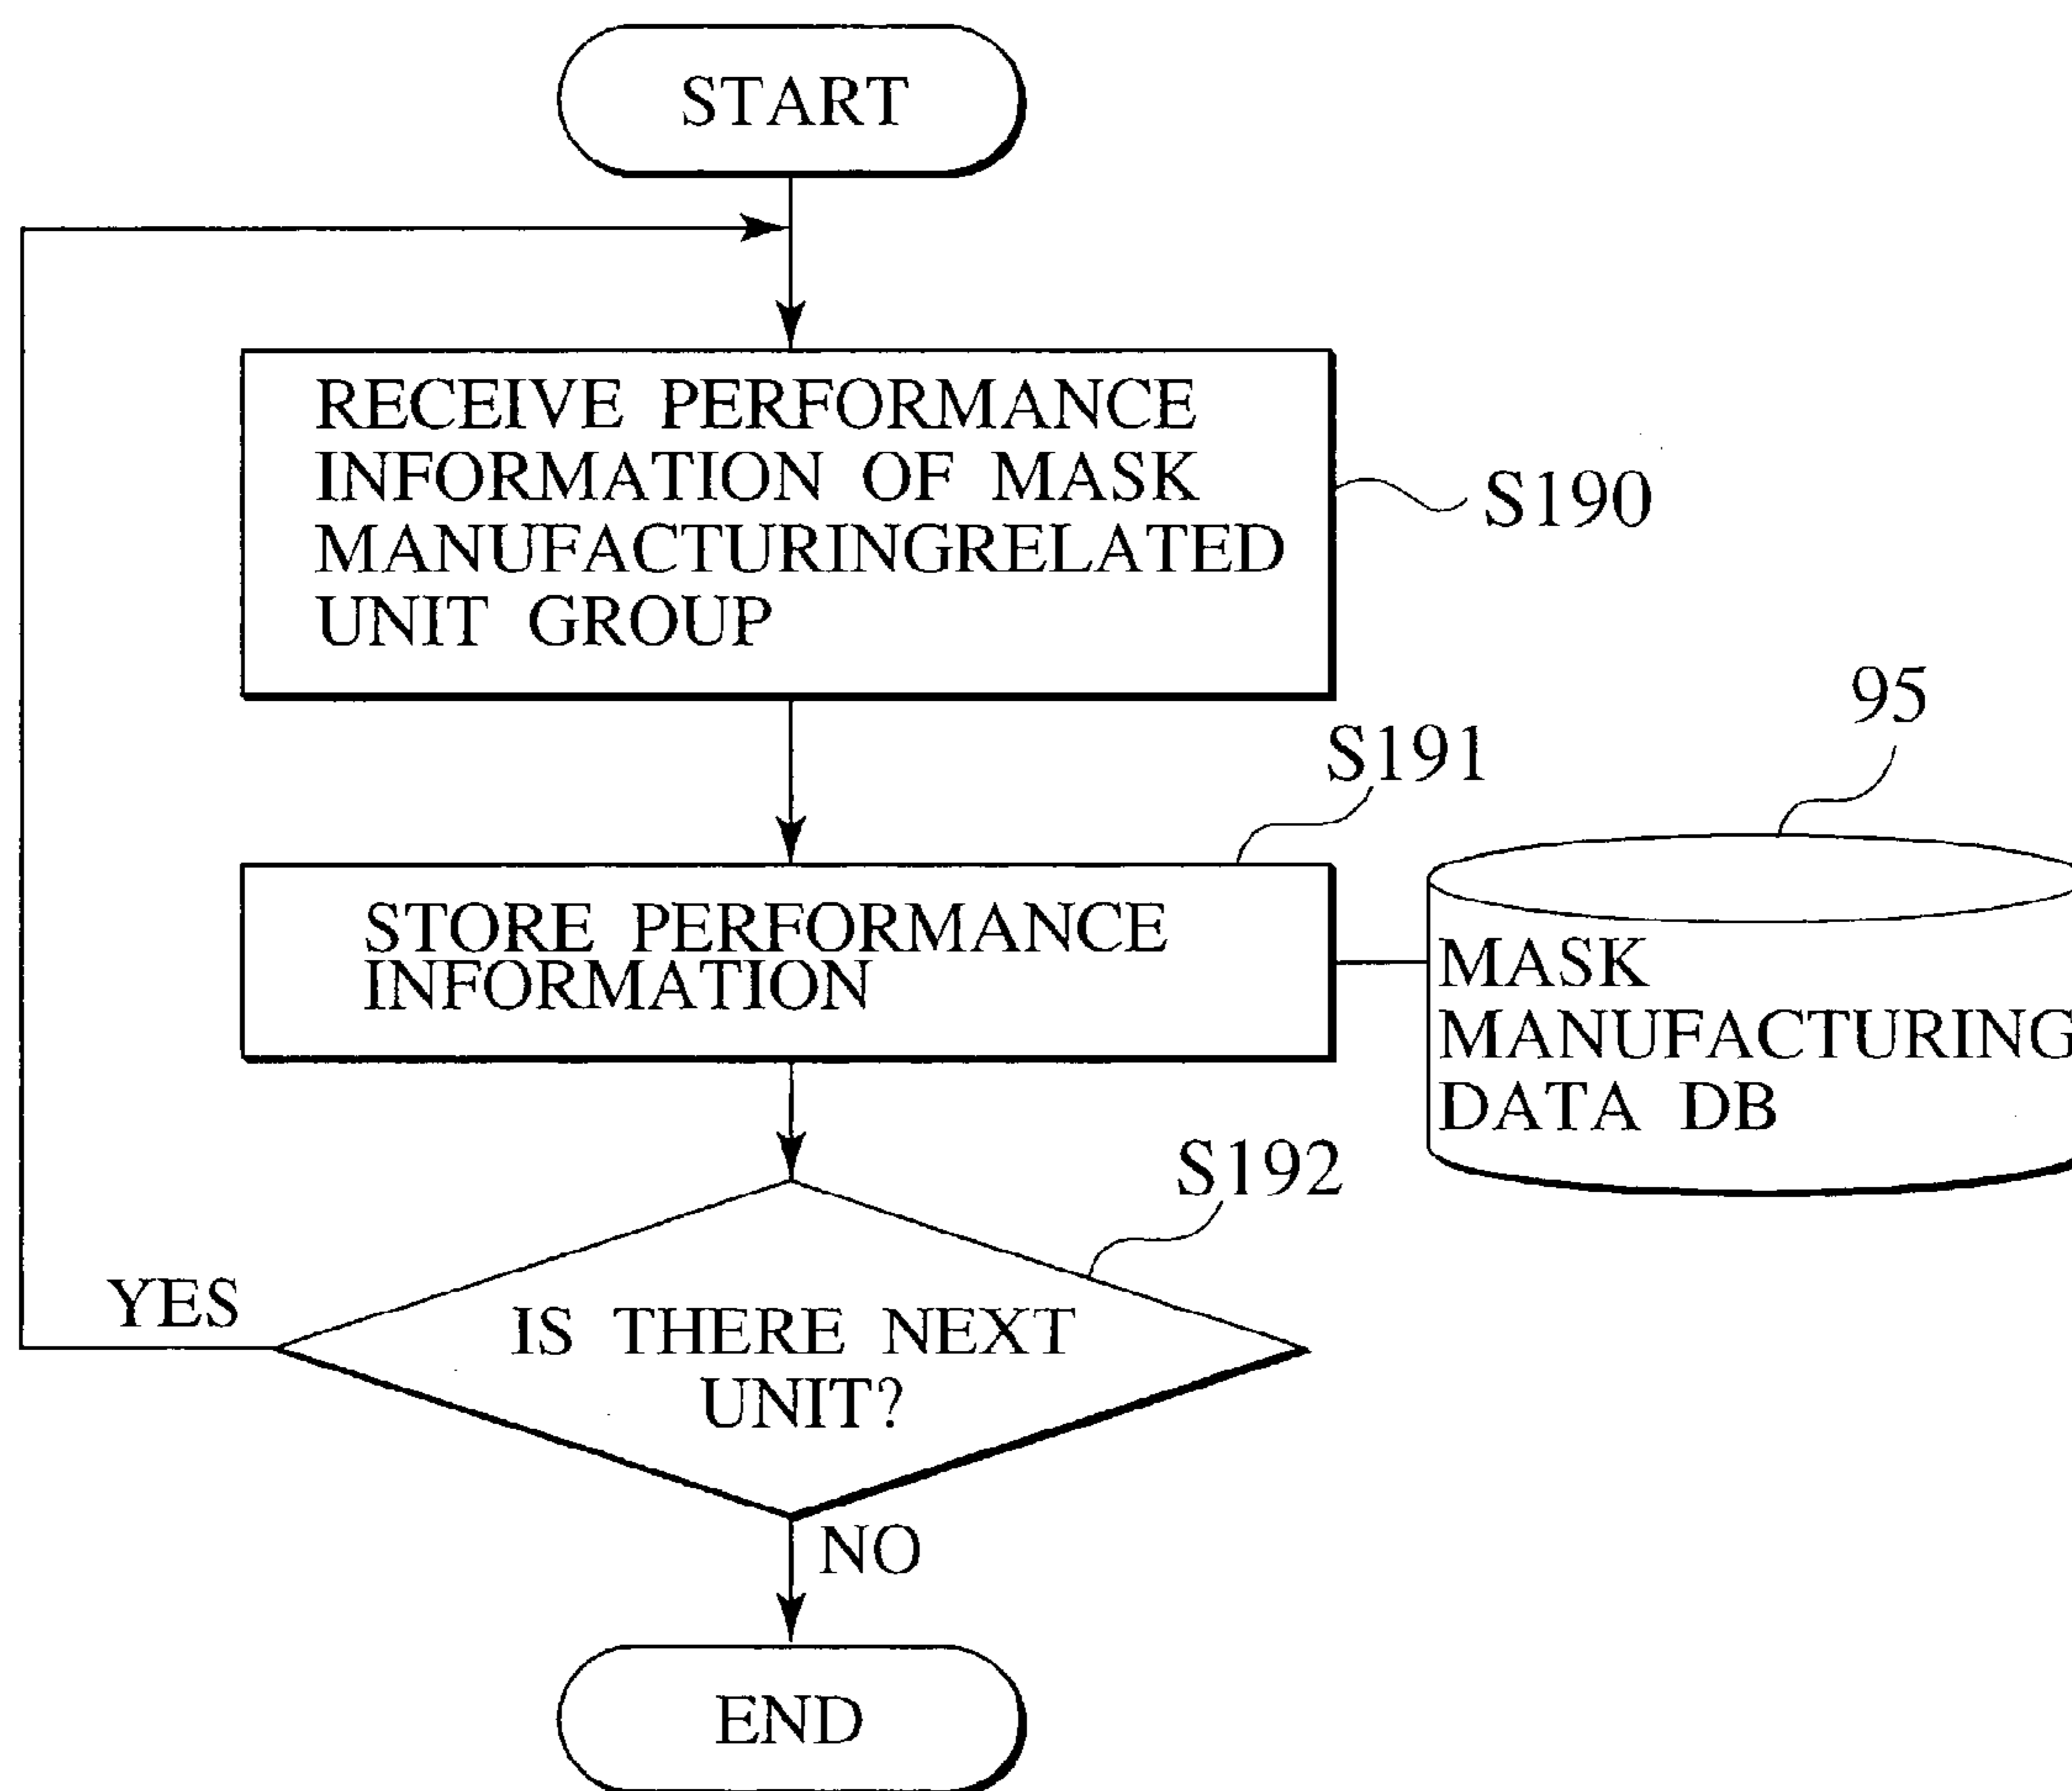 START
RECEIVE PERFORMANCE
INFORMATION OF MASK
MANUFACTURINGRELATED
UNIT GROUP
S190
S191
95
STORE PERFORMANCE
INFORMATION
MASK
MANUFACTURING
DATA DB
S192
YES
IS THERE NEXT
UNIT?
NO
END